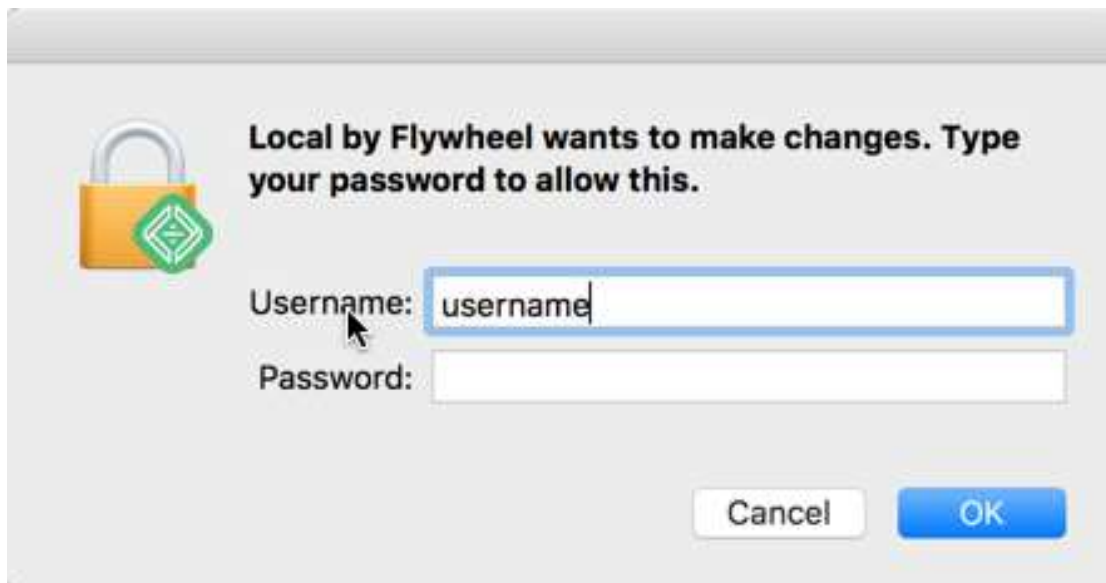 Local by Flywheel wants to make changes. Type
your password to allow this.
Username: username
Password:
Cancel OK